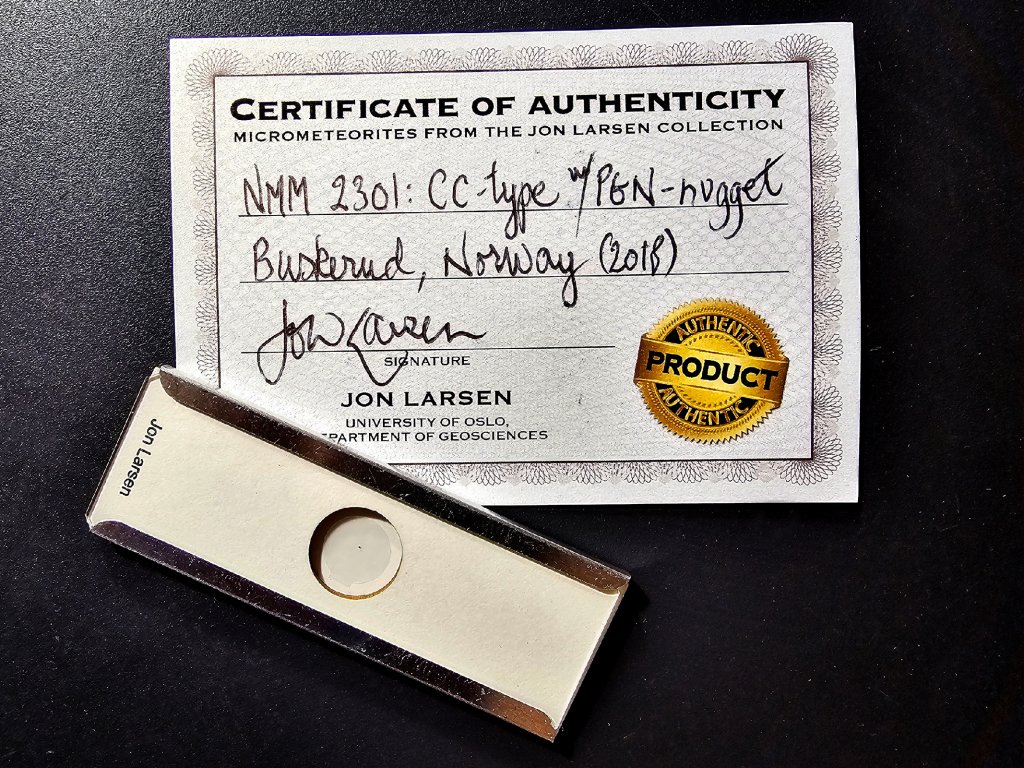 CERTIFICATE OF AUTHENTICITY
MICROMETEORITES FROM THE JON LARSEN COLLECTION
NMM 2301: CC-type w/PGN-nugget
Buskerud, Norway (2018)
Jon Larsen
SIGNATURE
JON LARSEN
UNIVERSITY OF OSLO,
PARTMENT OF GEOSCIENCES
AUTHENTIC
PRODUCT
AUTHENTIC
Jon Larsen